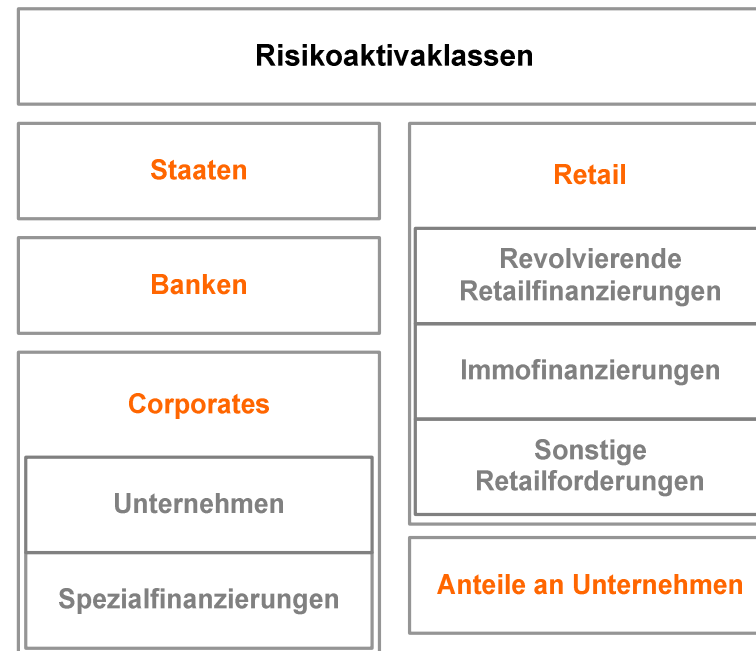 Risikoaktivaklassen
Staaten
Banken
Corporates
Unternehmen
Spezialfinanzierungen
Retail
Revolvierende
Retailfinanzierungen
Immofinanzierungen
Sonstige
Retailforderungen
Anteile an Unternehmen